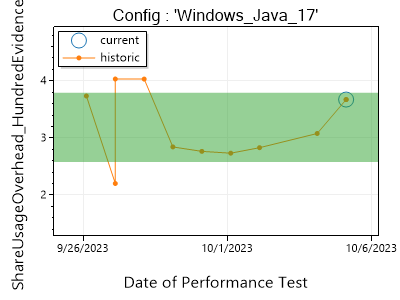 Config : 'Windows_Java_17'
current
historic
ShareUsageOverhead_HundredEvidence
4
3
2
9/26/2023
10/1/2023
10/6/2023
Date of Performance Test